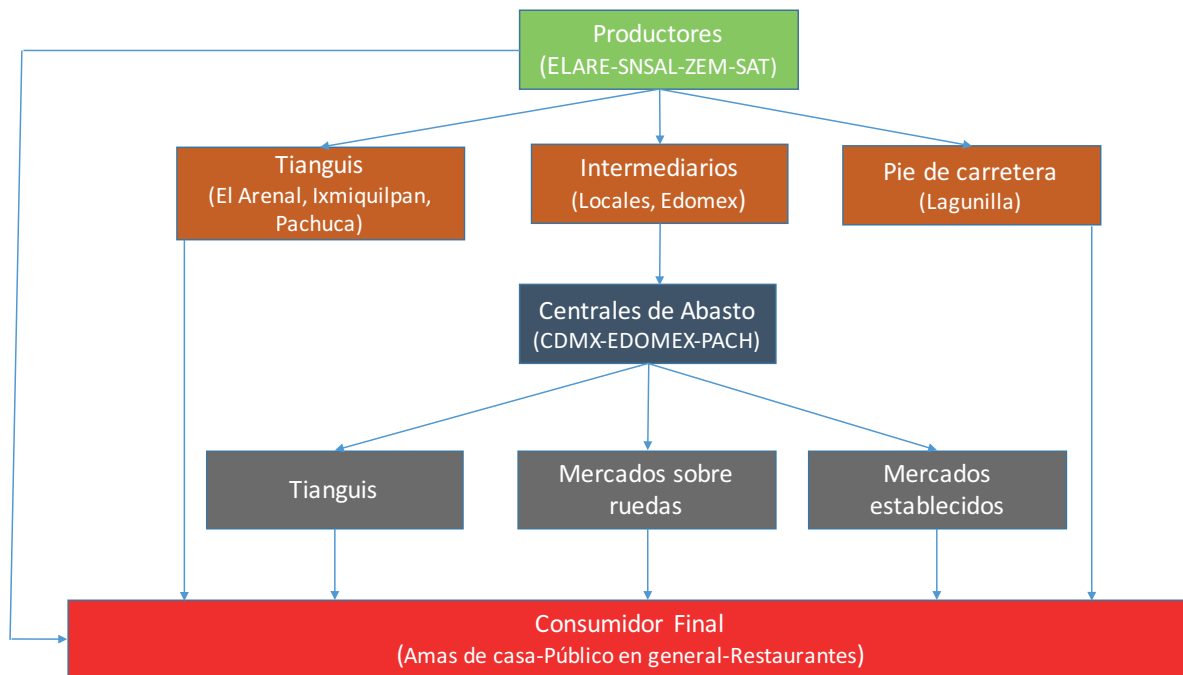 Productores
(ELARE-SNSAL-ZEM-SAT)
Tianguis
(El Arenal, Ixmiquilpan,
Pachuca)
Intermediarios
(Locales, Edomex)
Pie de carretera
(Lagunilla)
Centrales de Abasto
(CDMX-EDOMEX-PACH)
Tianguis
Mercados sobre
ruedas
Mercados
establecidos
Consumidor Final
(Amas de casa-Público en general-Restaurantes)